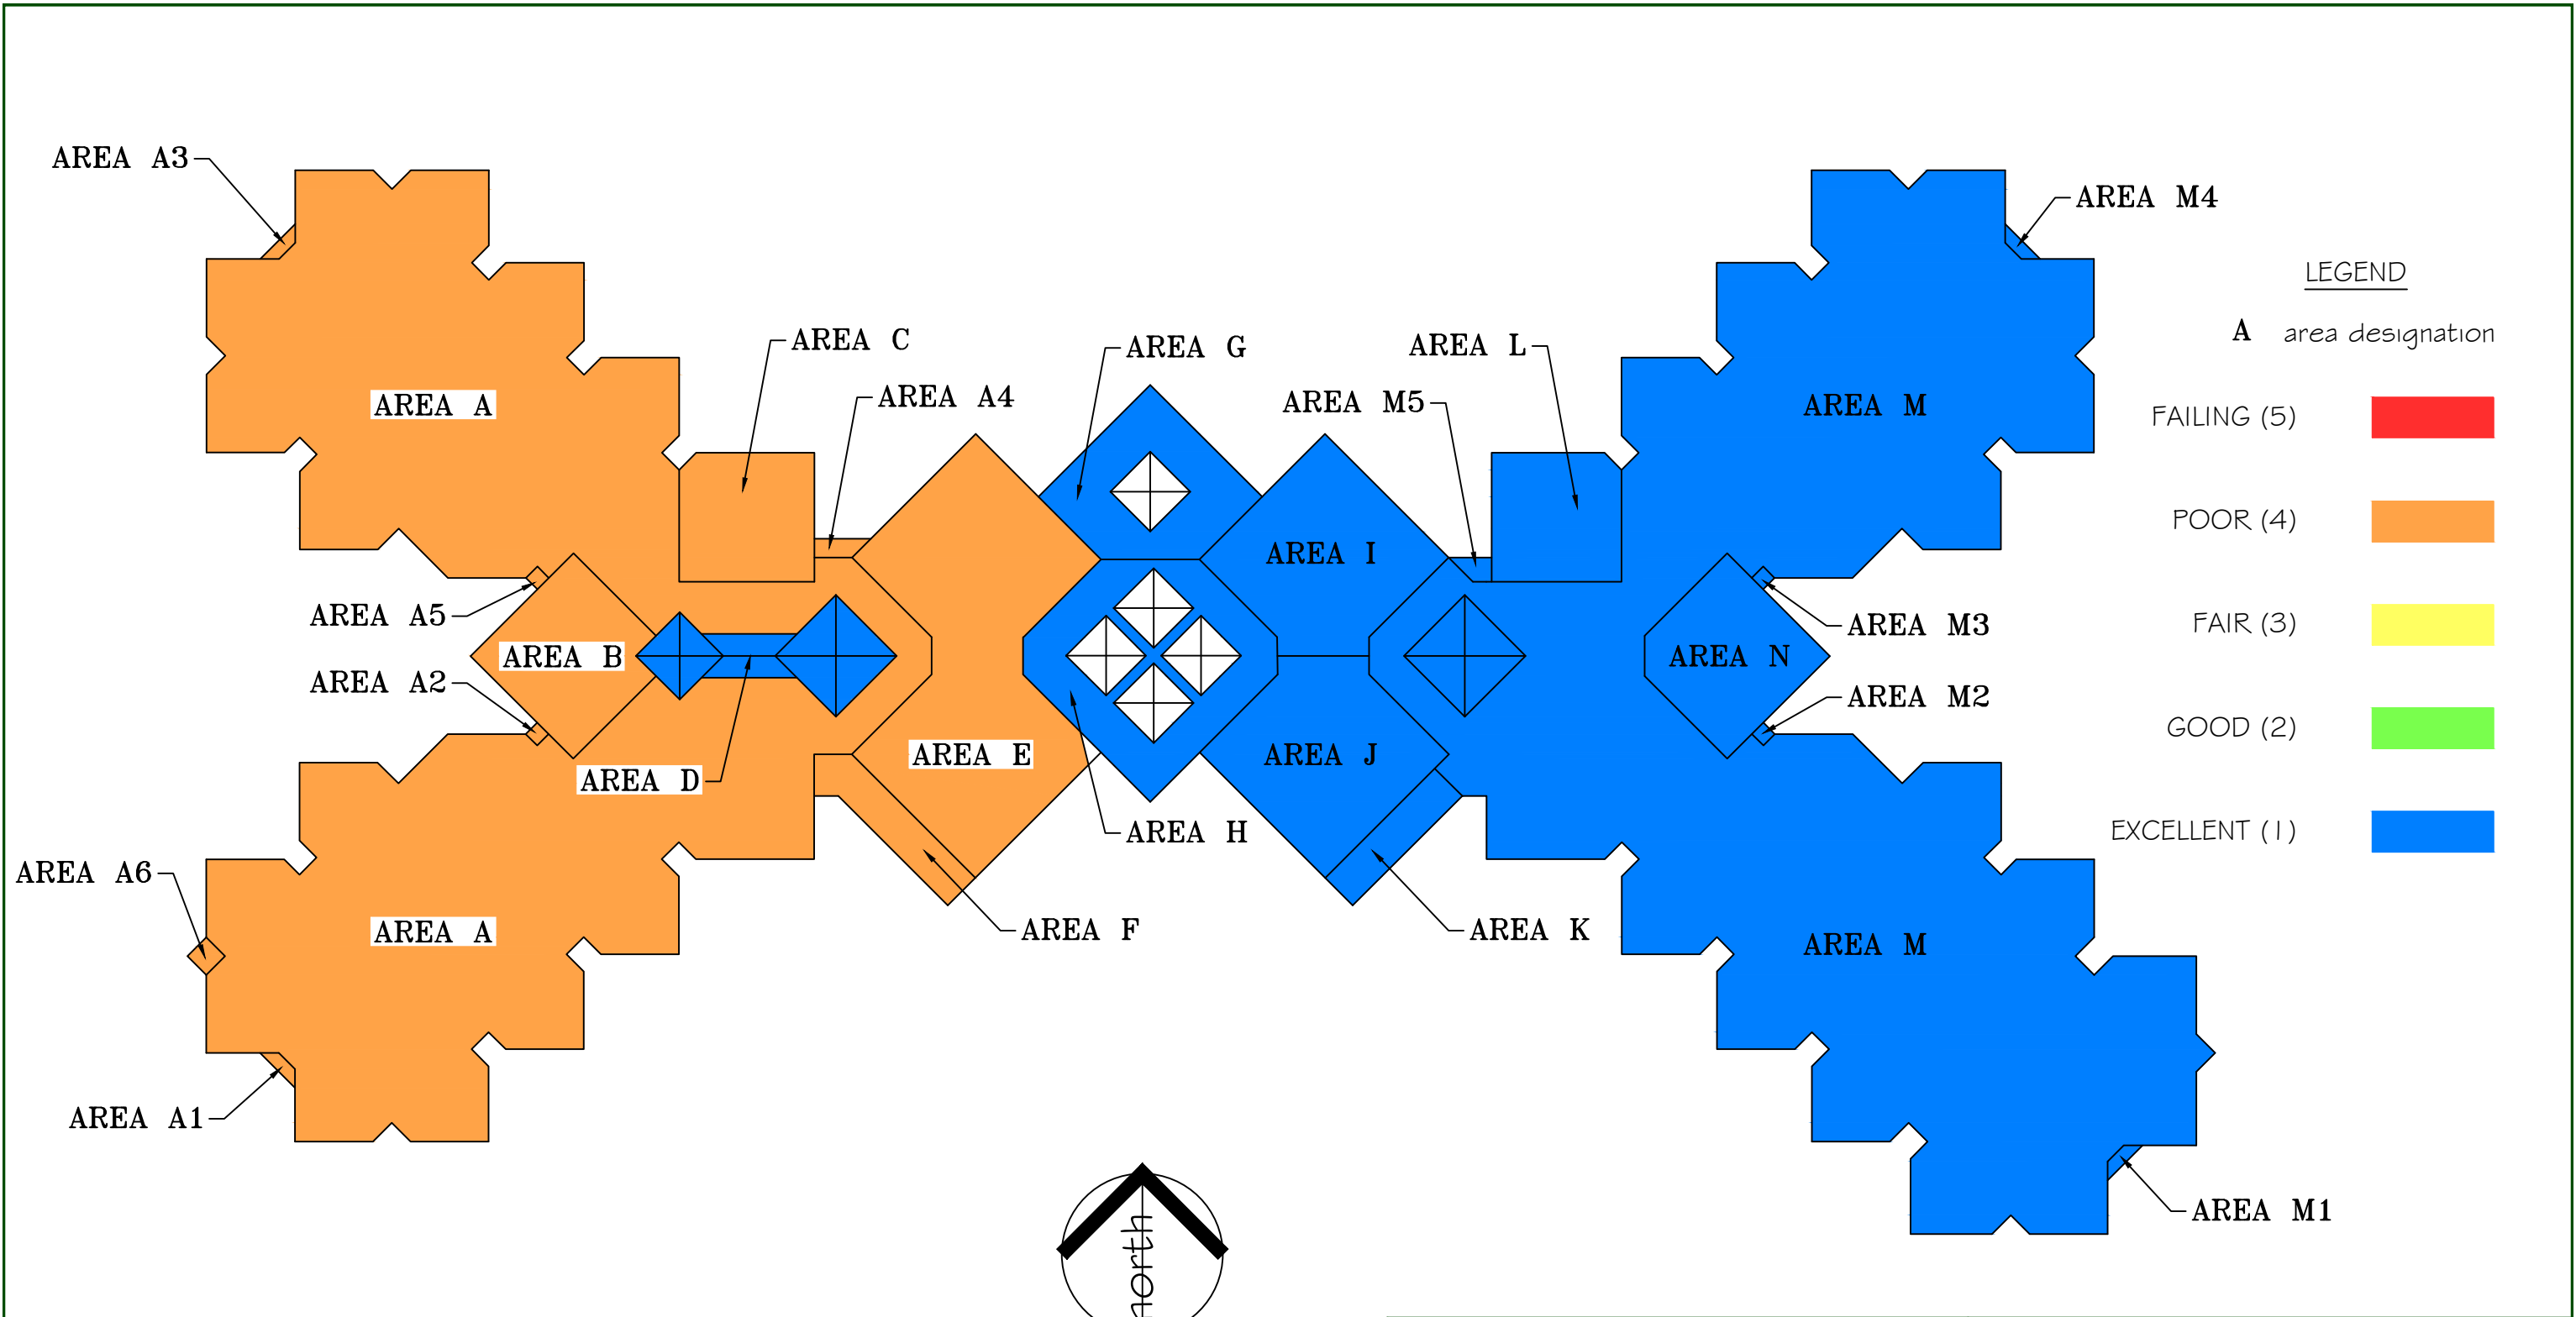 AREA A3
AREA M4
LEGEND
A area designation
AREA C
AREA G
AREA L
AREA A4
AREA M5
AREA A
AREA M
FAILING (5)
POOR (4)
AREA I
AREA A5
AREA M3
FAIR (3)
AREA B
AREA N
AREA A2
AREA M2
GOOD (2)
AREA E
AREA J
AREA D
AREA H
EXCELLENT (1)
AREA A6
AREA A
AREA F
AREA K
AREA M
AREA A1
AREA M1
north